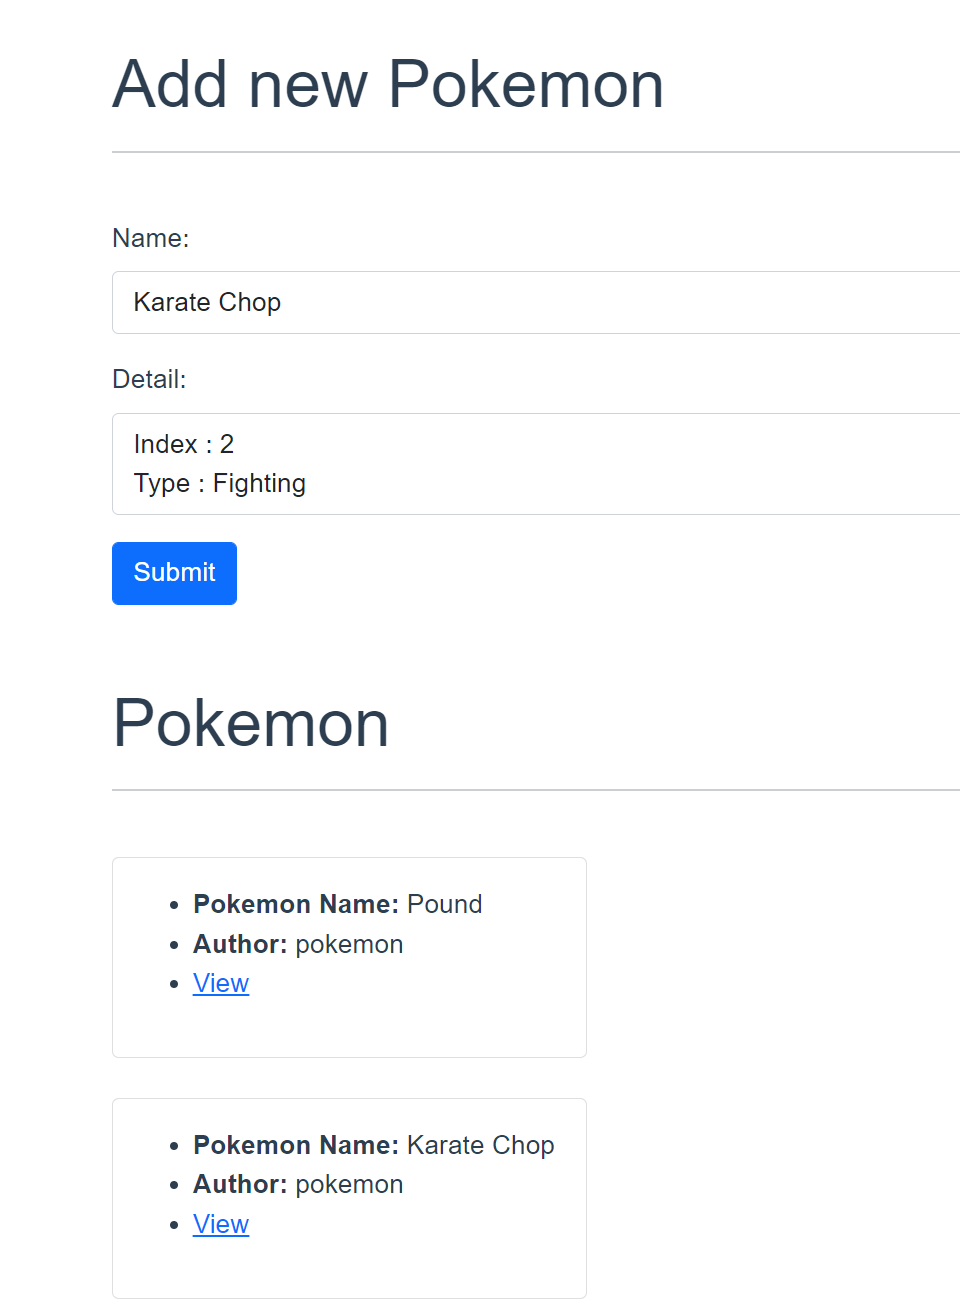 Add new Pokemon
Name:
Karate Chop
Detail:
Index : 2
Type : Fighting
Submit
Pokemon
Pokemon Name: Pound
Author: pokemon
View
Pokemon Name: Karate Chop
Author: pokemon
View